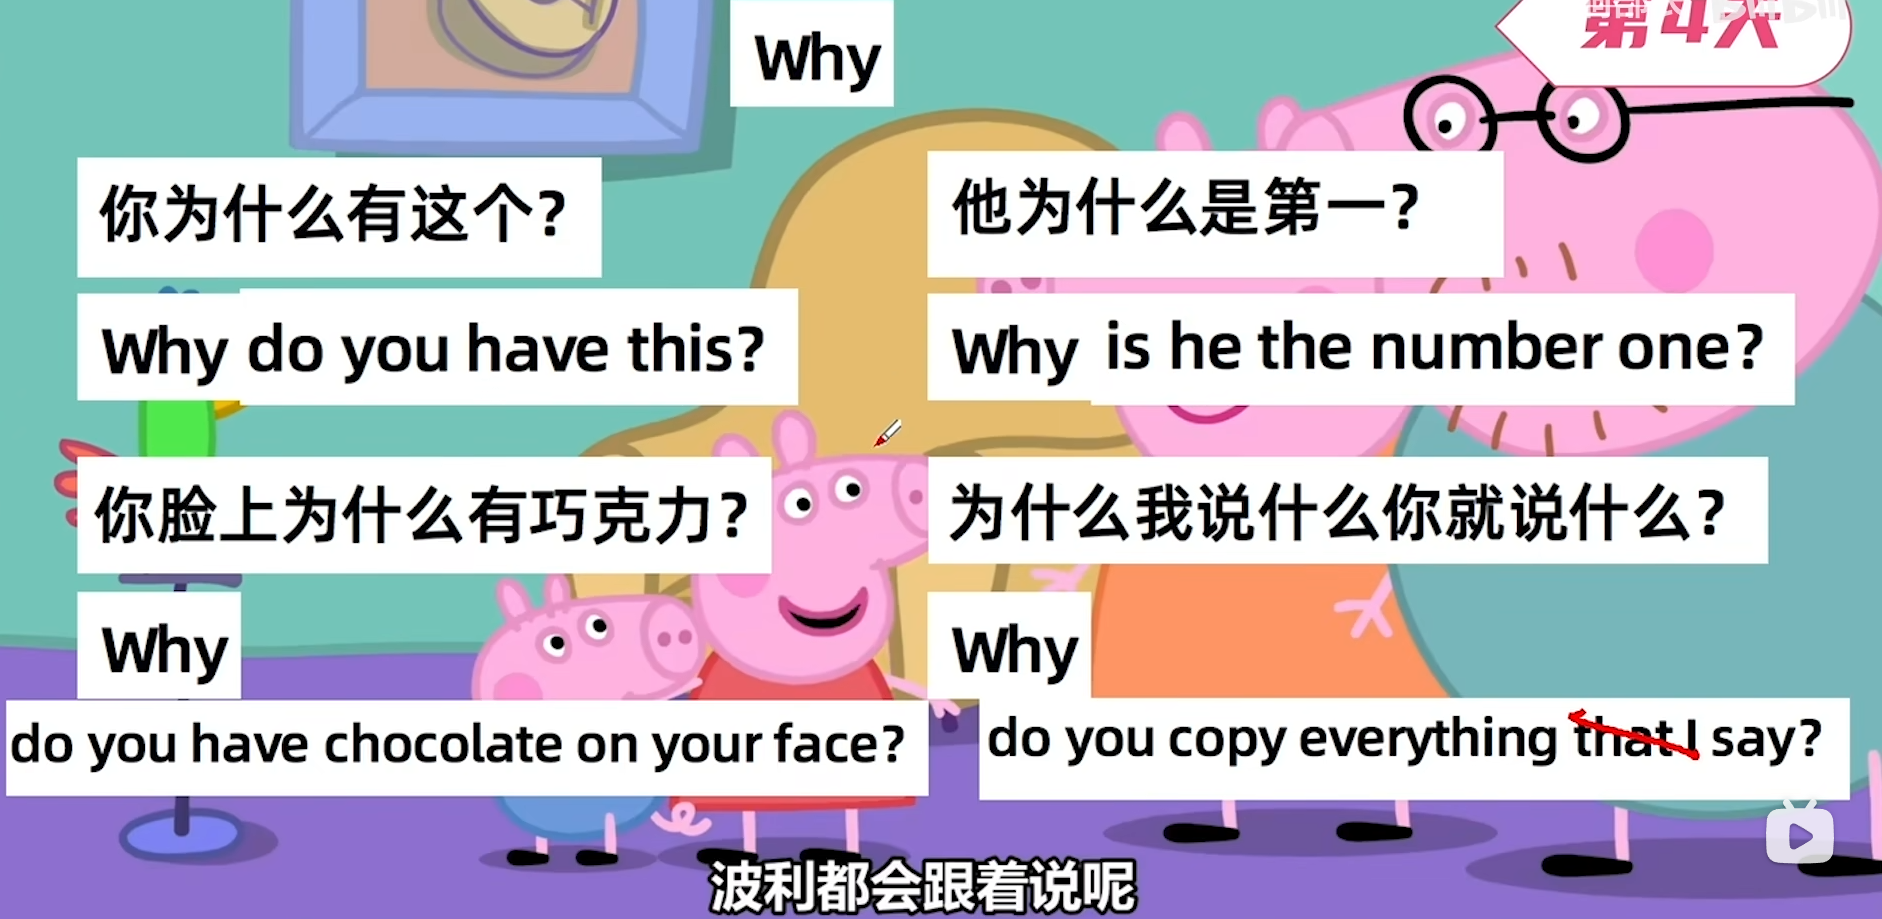 第4天
Why
你为什么有这个?
Why do you have this?
他为什么是第一?
Why is he the number one?
你脸上为什么有巧克力?
Why
do you have chocolate on your face?
为什么我说什么你就说什么?
Why
do you copy everything that I say?
波利都会跟着说呢